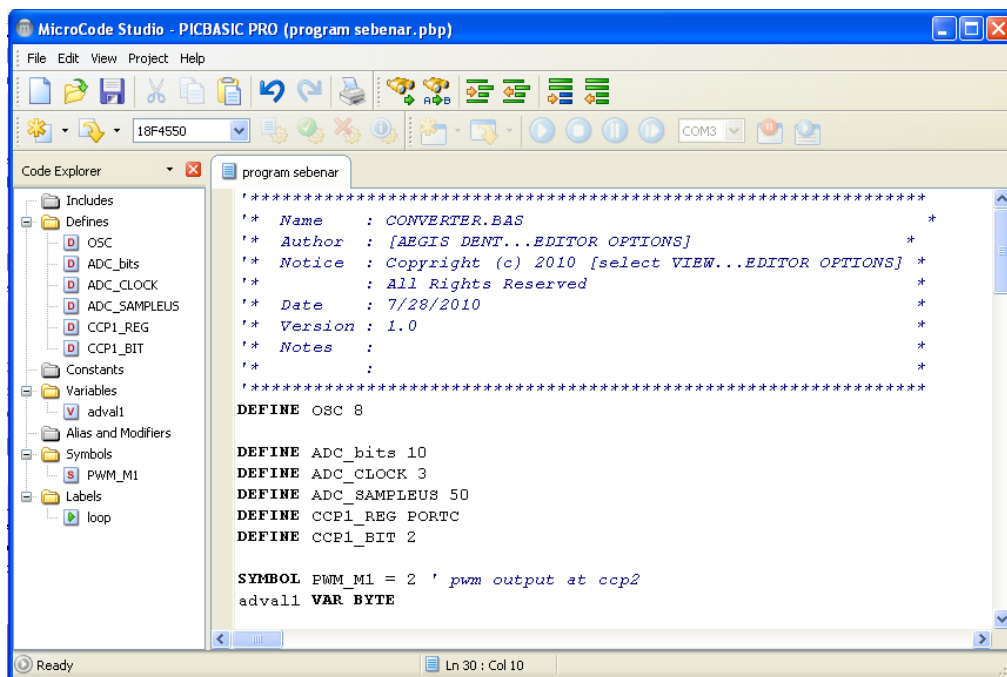 MicroCode Studio - PICBASIC PRO (program sebenar.pbp)
File Edit View Project Help
A B
18F4550
COM3
Code Explorer
program sebenar
Includes
Defines
D OSC
D ADC_bits
D ADC_CLOCK
D ADC_SAMPLEUS
D CCP1_REG
D CCP1_BIT
Constants
Variables
V adval1
Alias and Modifiers
Symbols
S PWM_M1
Labels
loop
'****************************************************************
'* Name : CONVERTER.BAS *
'* Author : [AEGIS DENT...EDITOR OPTIONS] *
'* Notice : Copyright (c) 2010 [select VIEW...EDITOR OPTIONS] *
'* : All Rights Reserved *
'* Date : 7/28/2010 *
'* Version : 1.0 *
'* Notes : *
'* : *
'****************************************************************
DEFINE OSC 8
DEFINE ADC_bits 10
DEFINE ADC_CLOCK 3
DEFINE ADC_SAMPLEUS 50
DEFINE CCP1_REG PORTC
DEFINE CCP1_BIT 2
SYMBOL PWM_M1 = 2 ' pwm output at ccp2
adval1 VAR BYTE
Ready
Ln 30 : Col 10